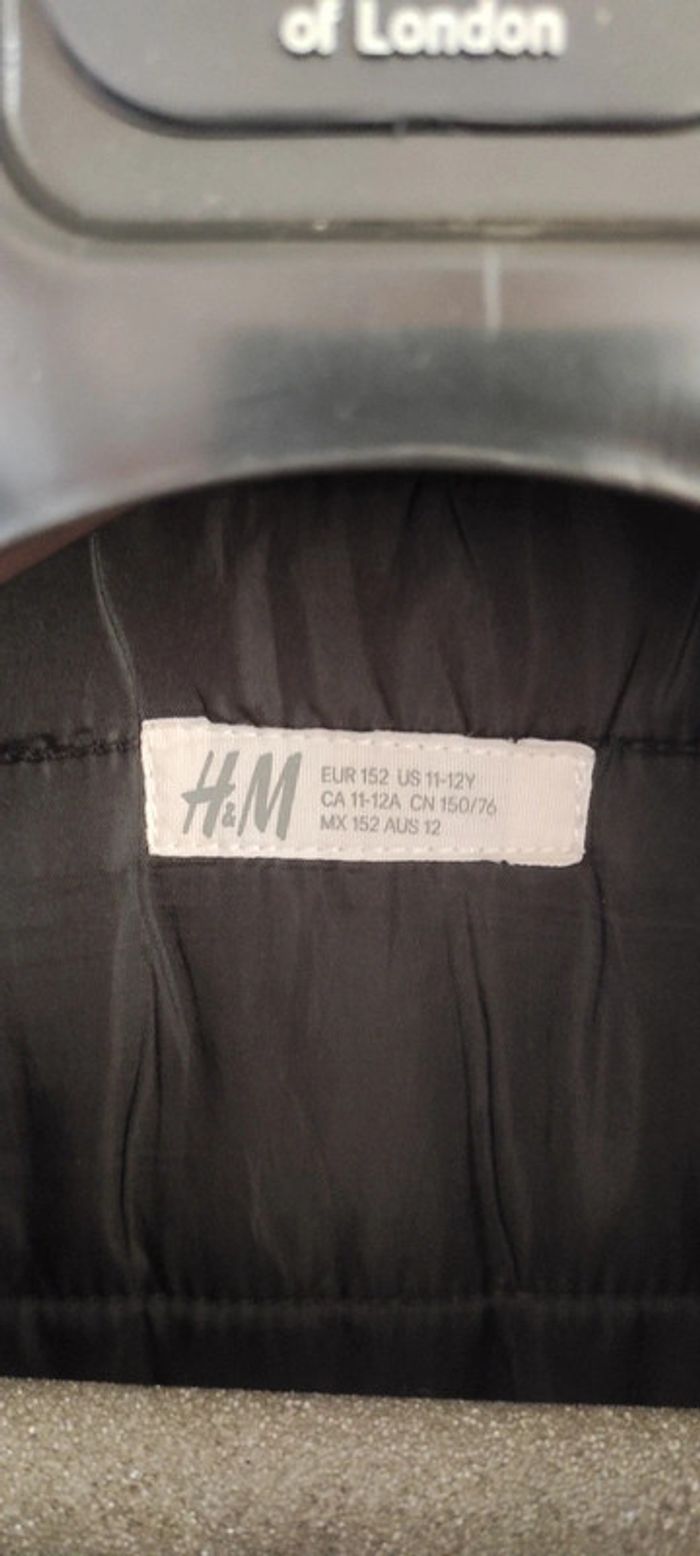 of London
H&M
EUR 152 US 11-12Y
CA 11-12A CN 150/76
MX 152 AUS 12